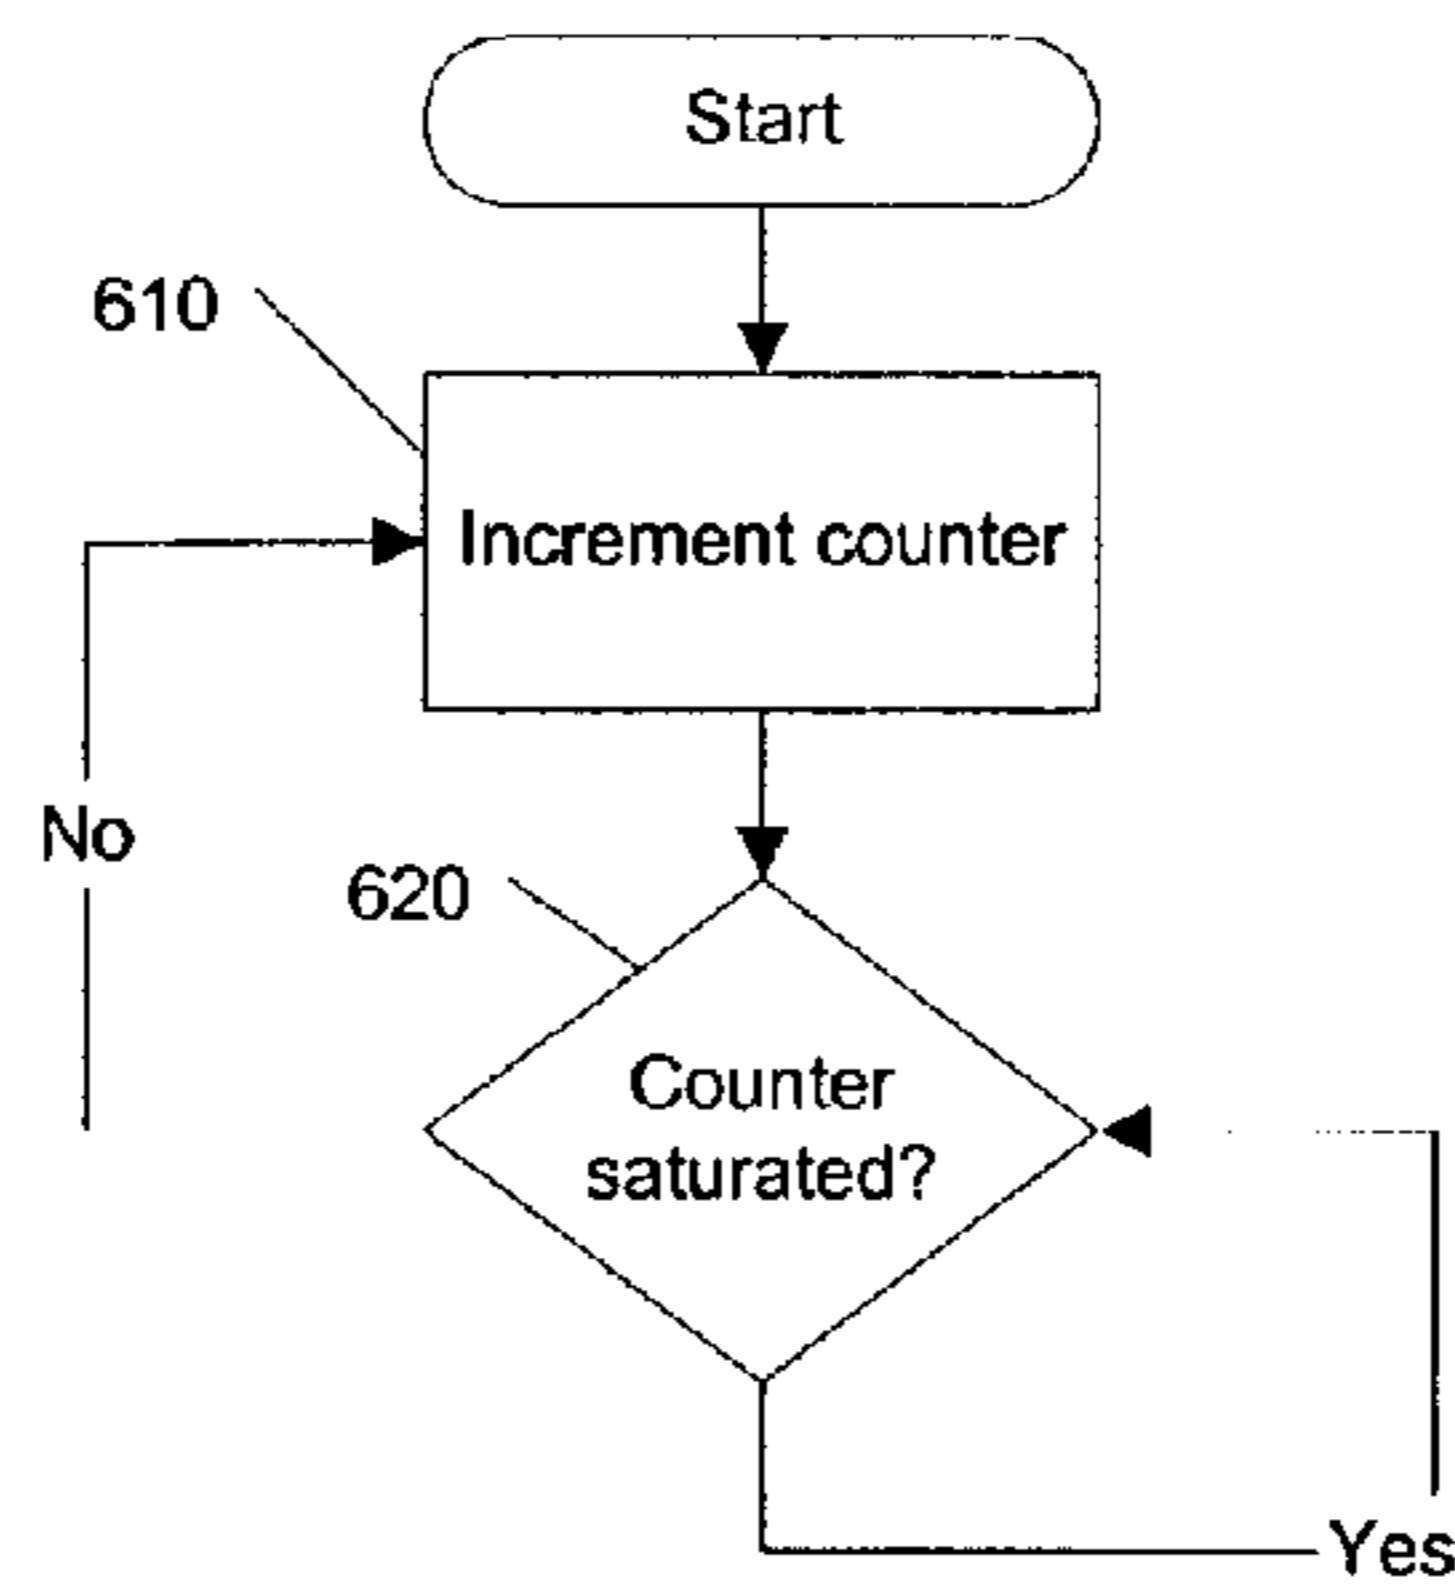 Start
610
Increment counter
No
620
Counter
saturated?
Yes